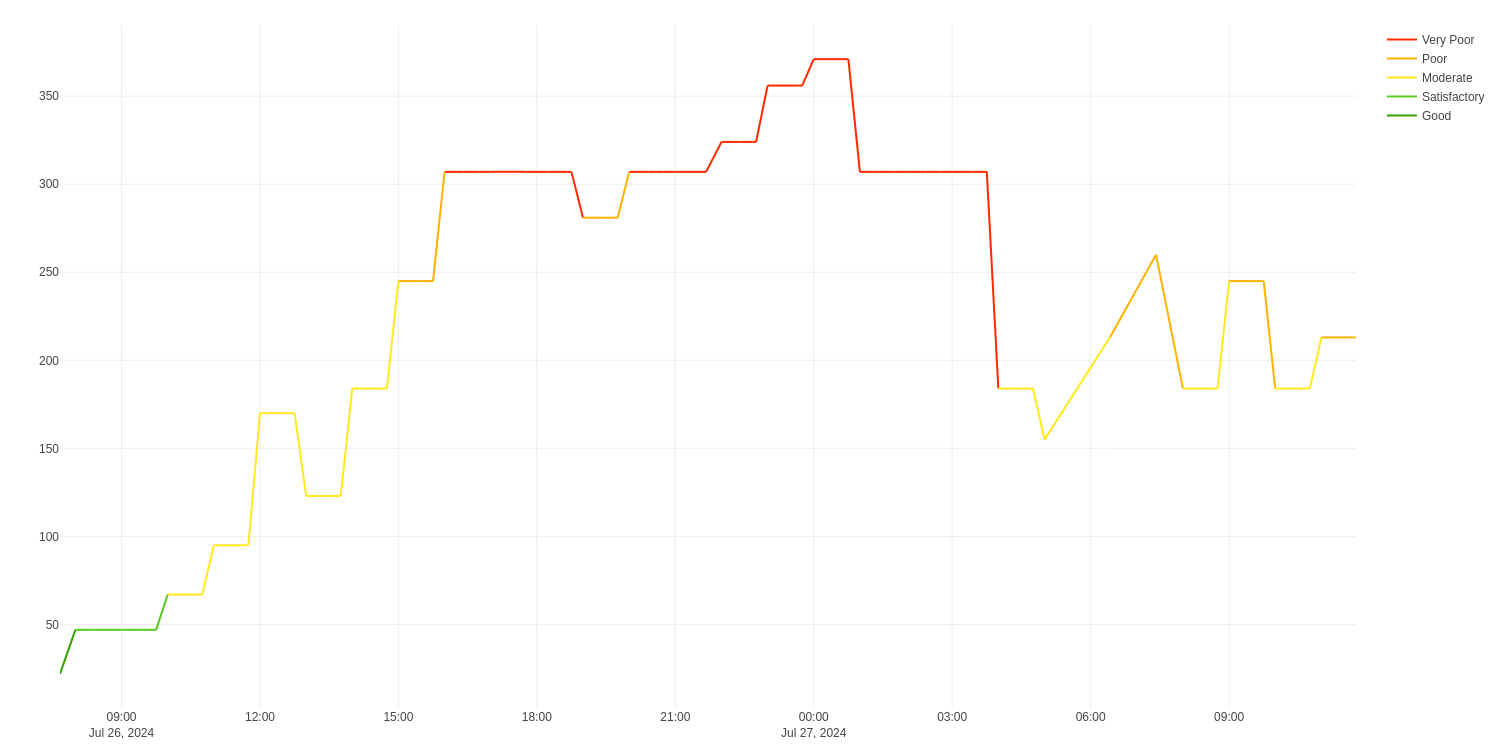 350
300
250
200
150
100
50
09:00
Jul 26, 2024
12:00
15:00
18:00
21:00
00:00
Jul 27, 2024
03:00
06:00
09:00
Very Poor
Poor
Moderate
Satisfactory
Good